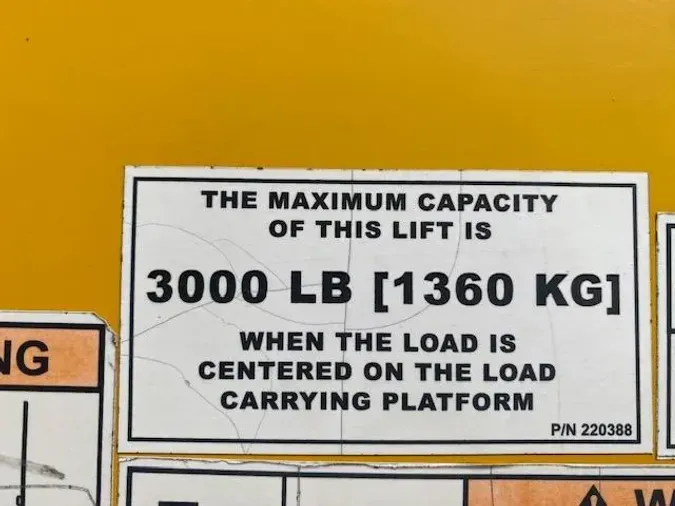 THE MAXIMUM CAPACITY
OF THIS LIFT IS
3000 LB [1360 KG]
WHEN THE LOAD IS
CENTERED ON THE LOAD
CARRYING PLATFORM
P/N 220388
NG
W